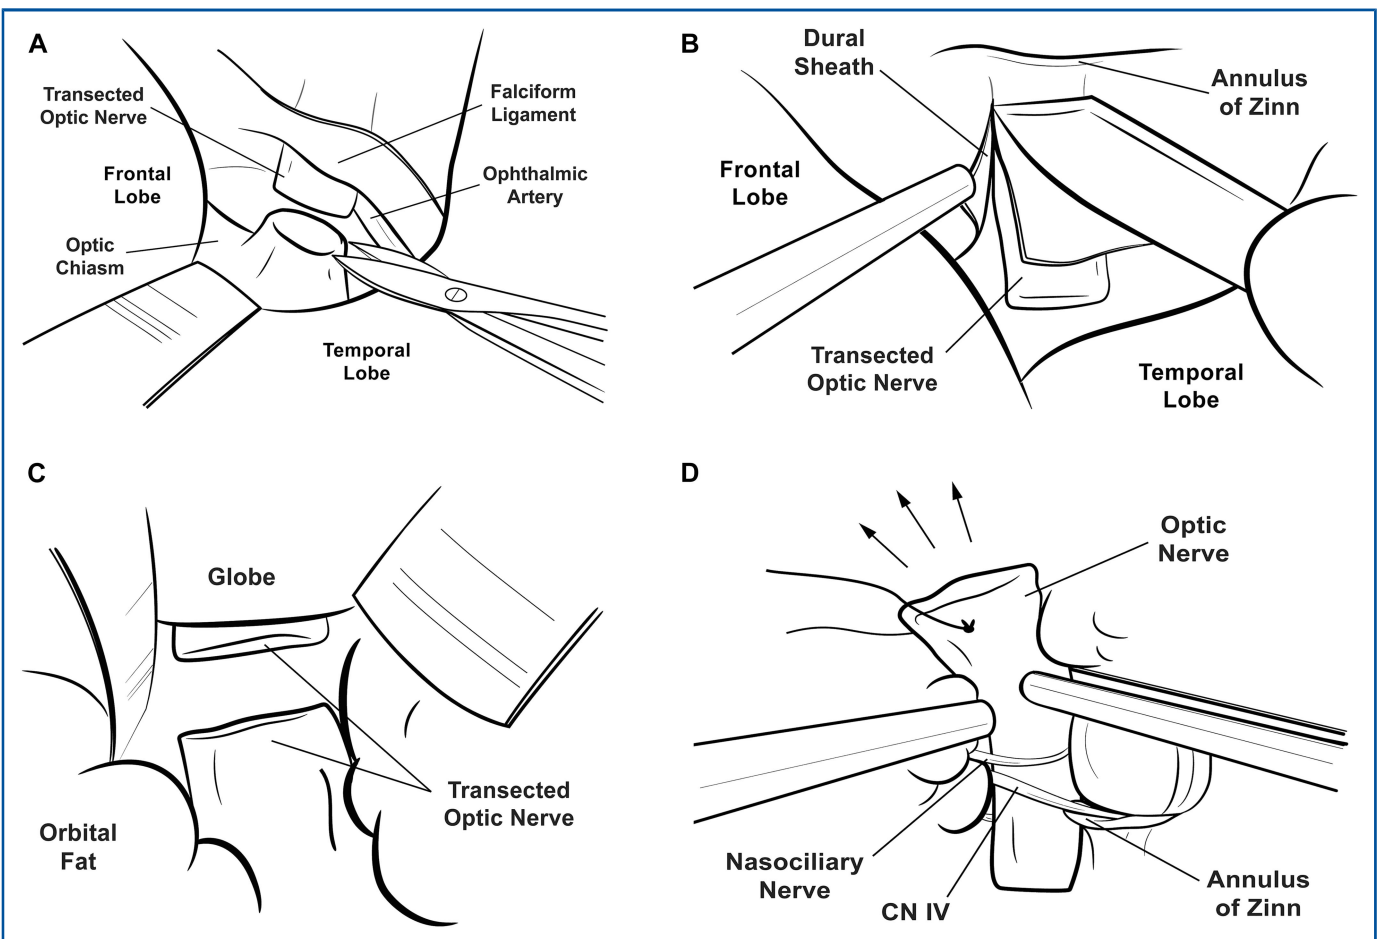 A
Transected
Optic Nerve
Falciform
Ligament
Frontal
Lobe
Ophthalmic
Artery
Optic
Chiasm
Temporal
Lobe
B
Dural
Sheath
Annulus
of Zinn
Frontal
Lobe
Transected
Optic Nerve
Temporal
Lobe
C
Globe
Transected
Optic Nerve
Orbital
Fat
D
Optic
Nerve
Nasociliary
Nerve
CN IV
Annulus
of Zinn